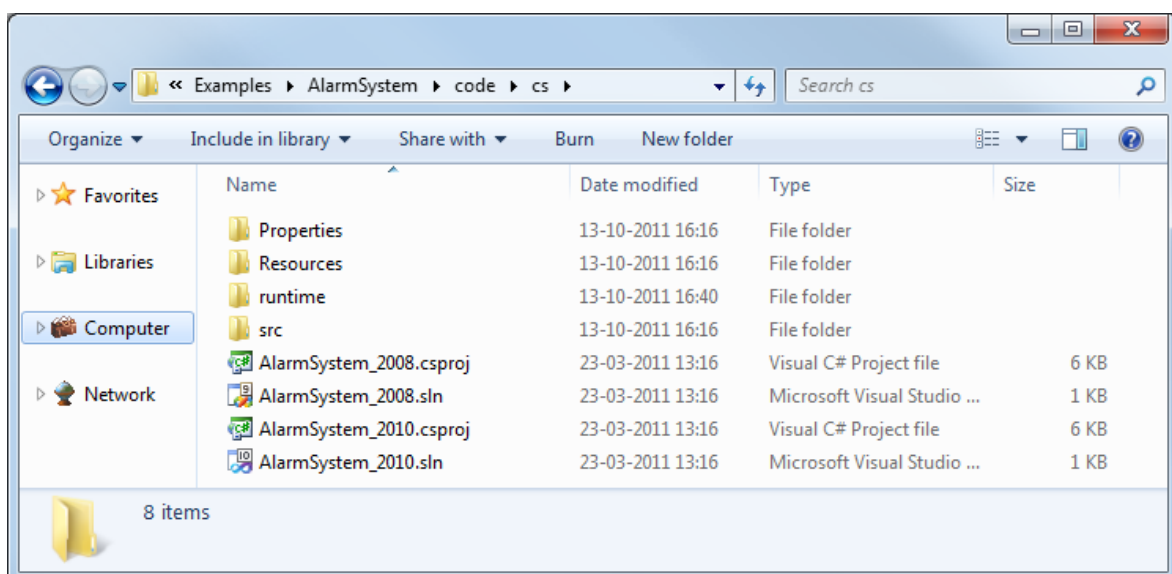 « Examples ▸ AlarmSystem ▸ code ▸ cs ▸ Search cs
Organize Include in library Share with Burn New folder
Favorites
Libraries
Computer
Network
Name Date modified Type Size
Properties 13-10-2011 16:16 File folder
Resources 13-10-2011 16:16 File folder
runtime 13-10-2011 16:40 File folder
src 13-10-2011 16:16 File folder
AlarmSystem_2008.csproj 23-03-2011 13:16 Visual C# Project file 6 KB
AlarmSystem_2008.sln 23-03-2011 13:16 Microsoft Visual Studio ... 1 KB
AlarmSystem_2010.csproj 23-03-2011 13:16 Visual C# Project file 6 KB
AlarmSystem_2010.sln 23-03-2011 13:16 Microsoft Visual Studio ... 1 KB
8 items